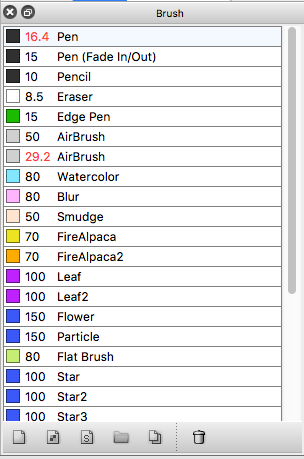 Brush
16.4 Pen
15 Pen (Fade In/Out)
10 Pencil
8.5 Eraser
15 Edge Pen
50 AirBrush
29.2 AirBrush
80 Watercolor
80 Blur
50 Smudge
70 FireAlpaca
70 FireAlpaca2
100 Leaf
100 Leaf2
150 Flower
150 Particle
80 Flat Brush
100 Star
100 Star2
100 Star3
S